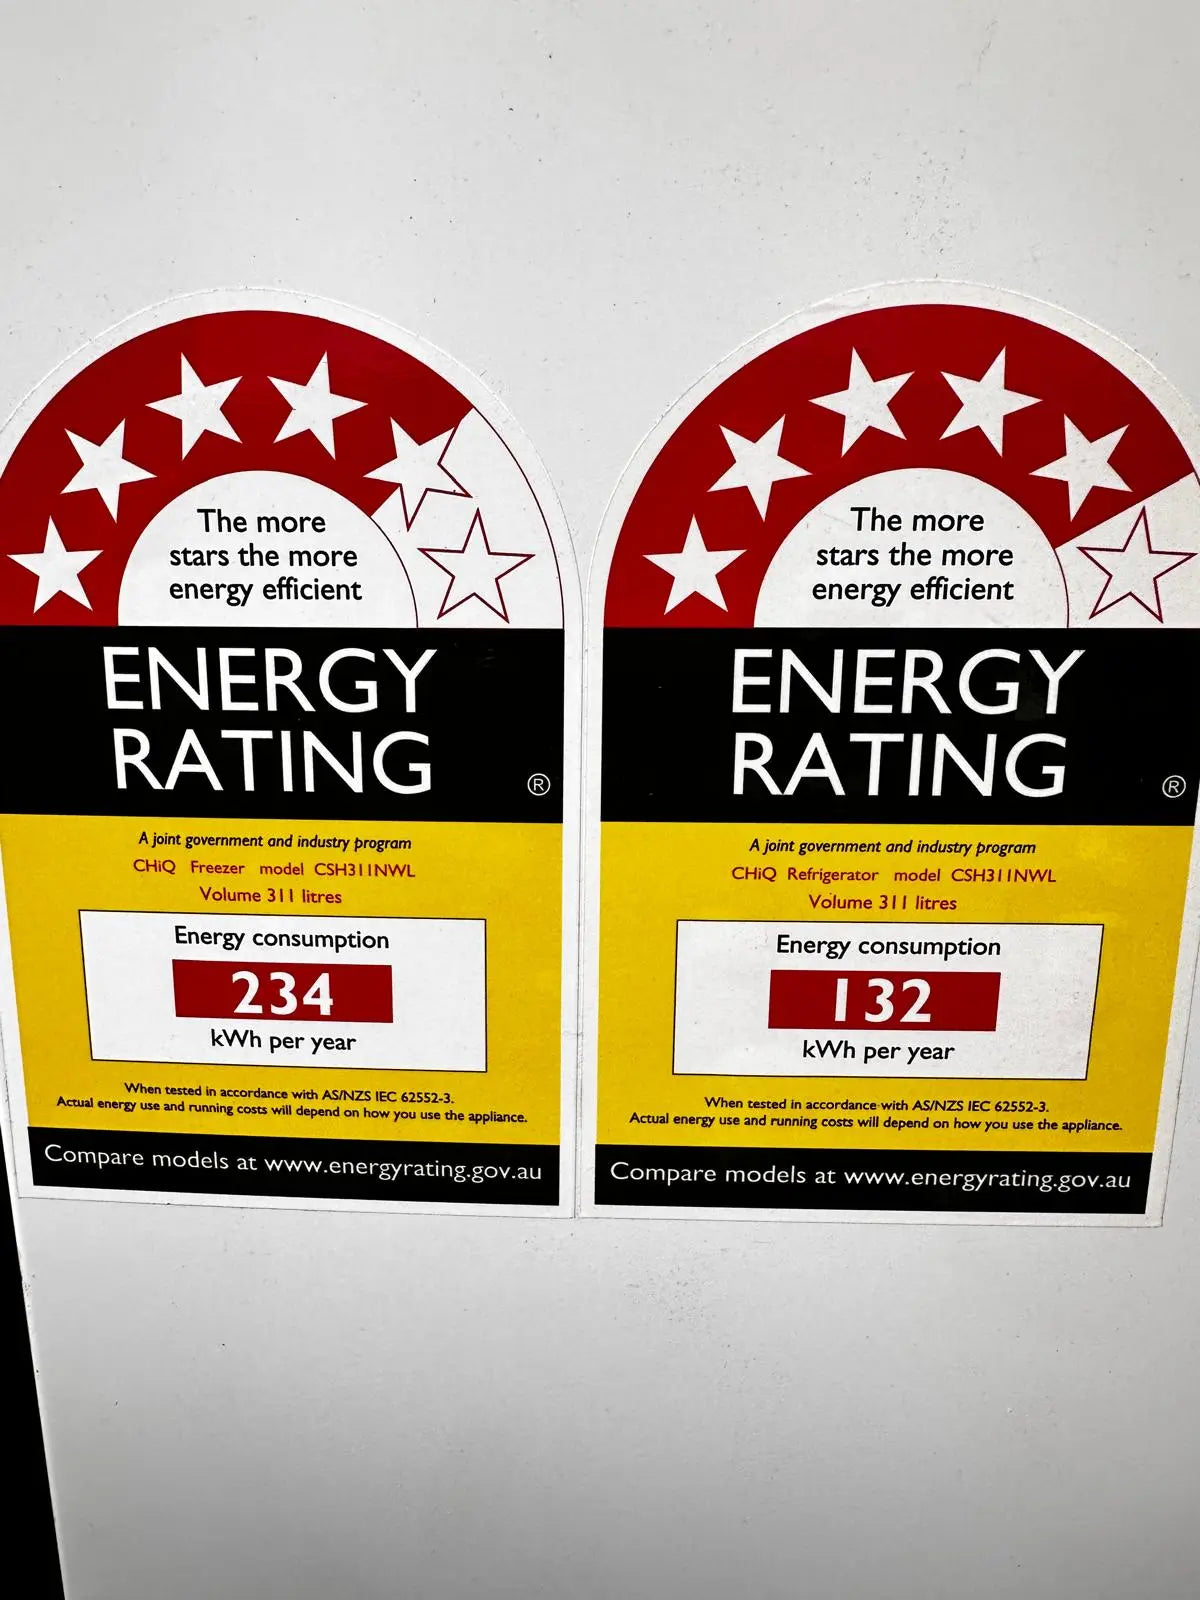 The more
stars the more
energy efficient
ENERGY
RATING
®
A joint government and industry program
CHiQ Freezer model CSH311NWL
Volume 311 litres
Energy consumption
234
kWh per year
When tested in accordance with AS/NZS IEC 62552-3.
Actual energy use and running costs will depend on how you use the appliance.
Compare models at www.energyrating.gov.au
The more
stars the more
energy efficient
ENERGY
RATING
®
A joint government and industry program
CHiQ Refrigerator model CSH311NWL
Volume 311 litres
Energy consumption
132
kWh per year
When tested in accordance with AS/NZS IEC 62552-3.
Actual energy use and running costs will depend on how you use the appliance.
Compare models at www.energyrating.gov.au